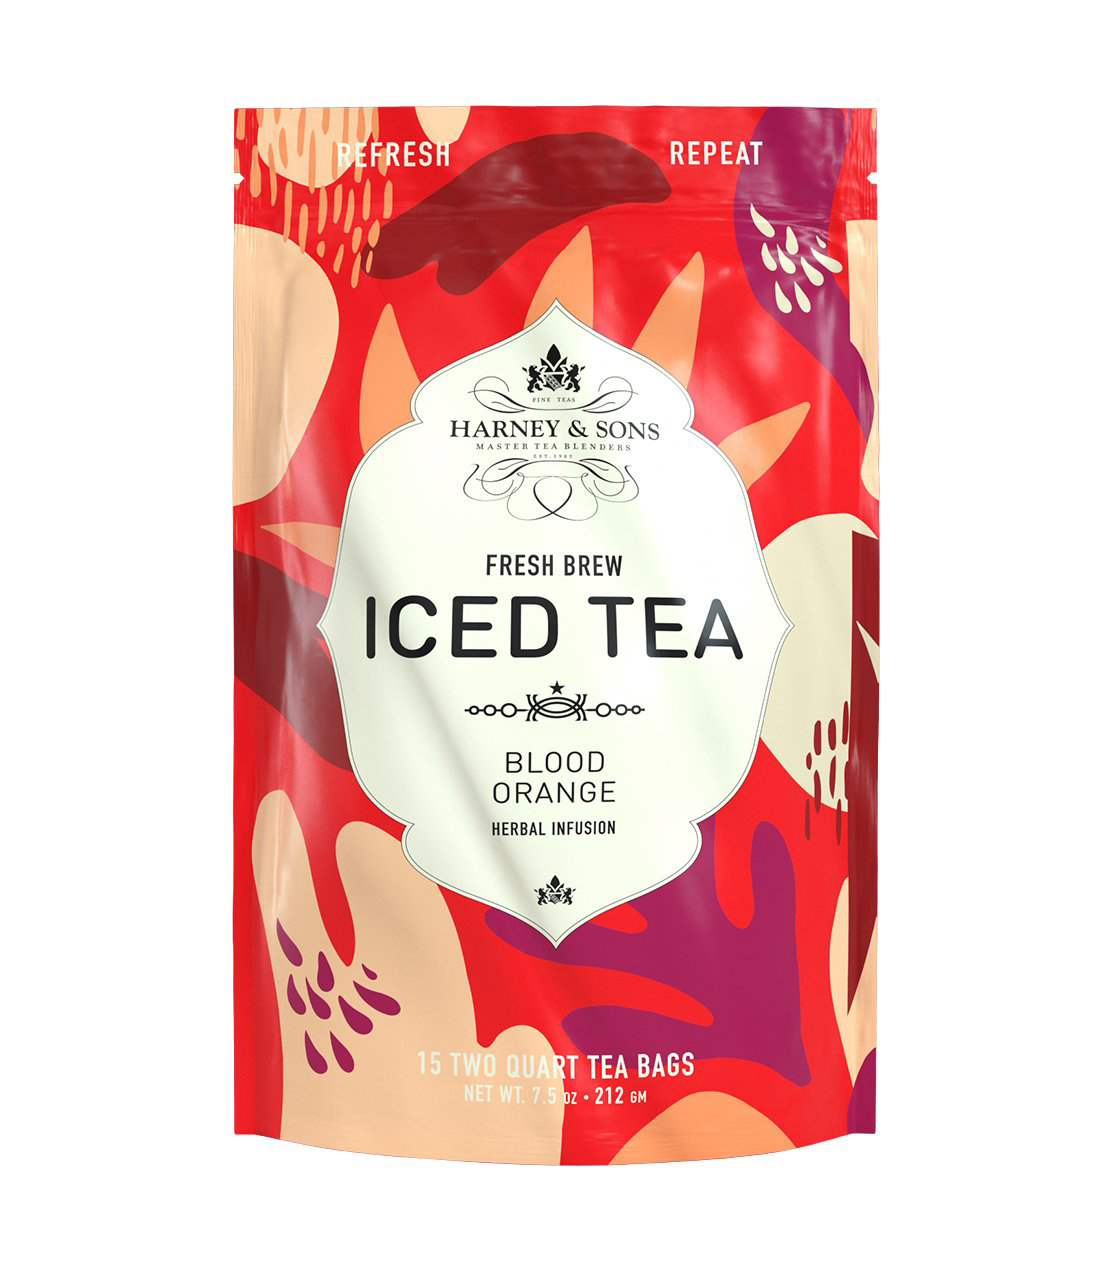 REFRESH REPEAT
FINE TEAS
HARNEY & SONS
MASTER TEA BLENDERS
EST. 1983
FRESH BREW
ICED TEA
BLOOD
ORANGE
HERBAL INFUSION
15 TWO QUART TEA BAGS
NET WT. 7.5 OZ • 212 GM